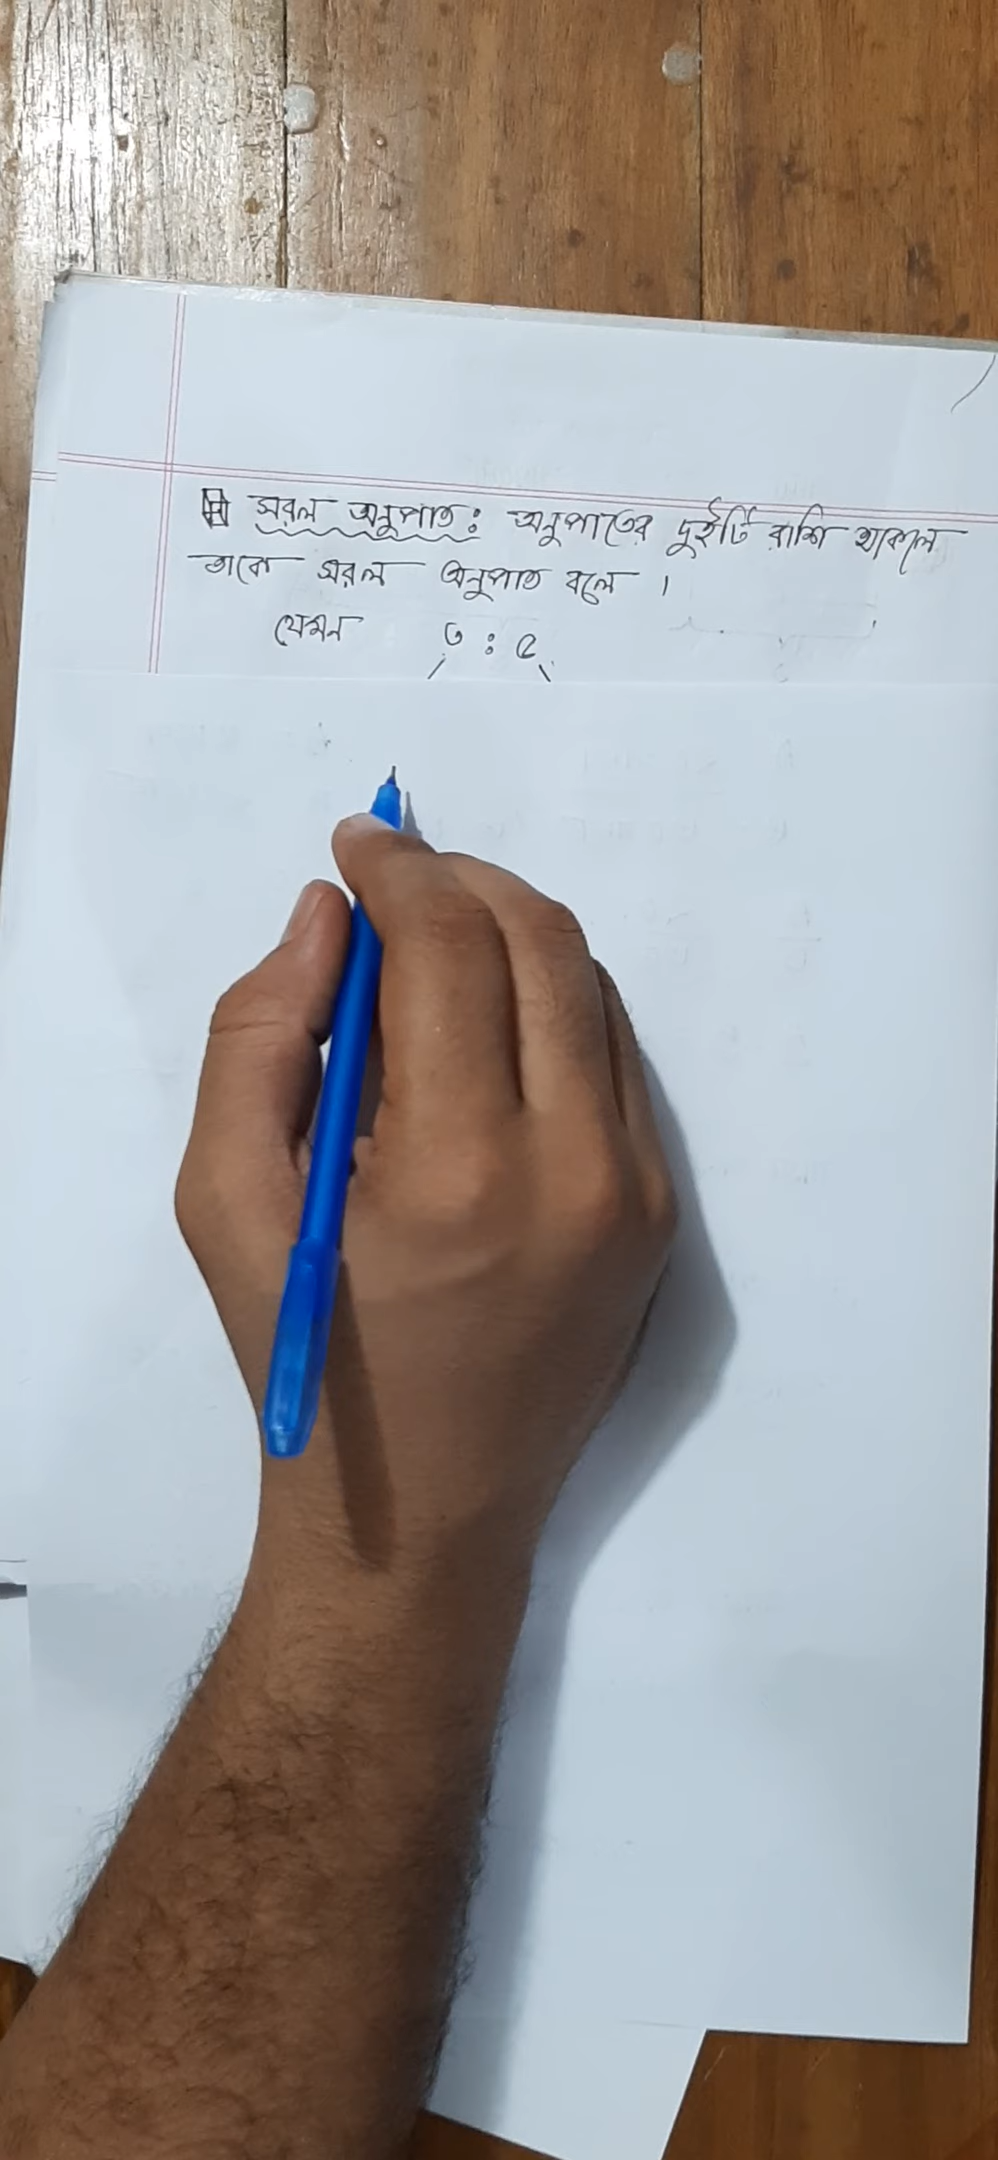 সরল অনুপাত : অনুপাতের দুইটি রাশি থাকলে
তাকে সরল অনুপাত বলে ।
যেমন ৩ : ৫